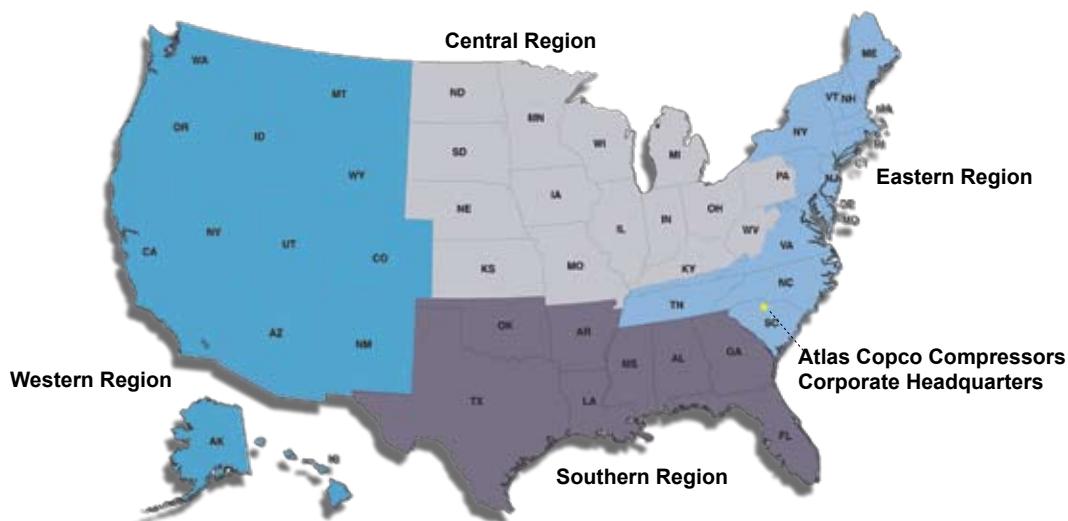 Central Region
ME
WA
ND
MT
VT NH
MN
MA
OR
ID
NY
WI
SD
MI
RI
CT
WY
PA
NJ
Eastern Region
NE
IA
OH
DE
IL
IN
MD
NY
WV
CA
UT
CO
VA
KS
MO
KY
NC
TN
SC
OK
AR
AZ
NM
MS
AL
GA
Atlas Copco Compressors
Corporate Headquarters
Western Region
TX
LA
AK
FL
HI
Southern Region